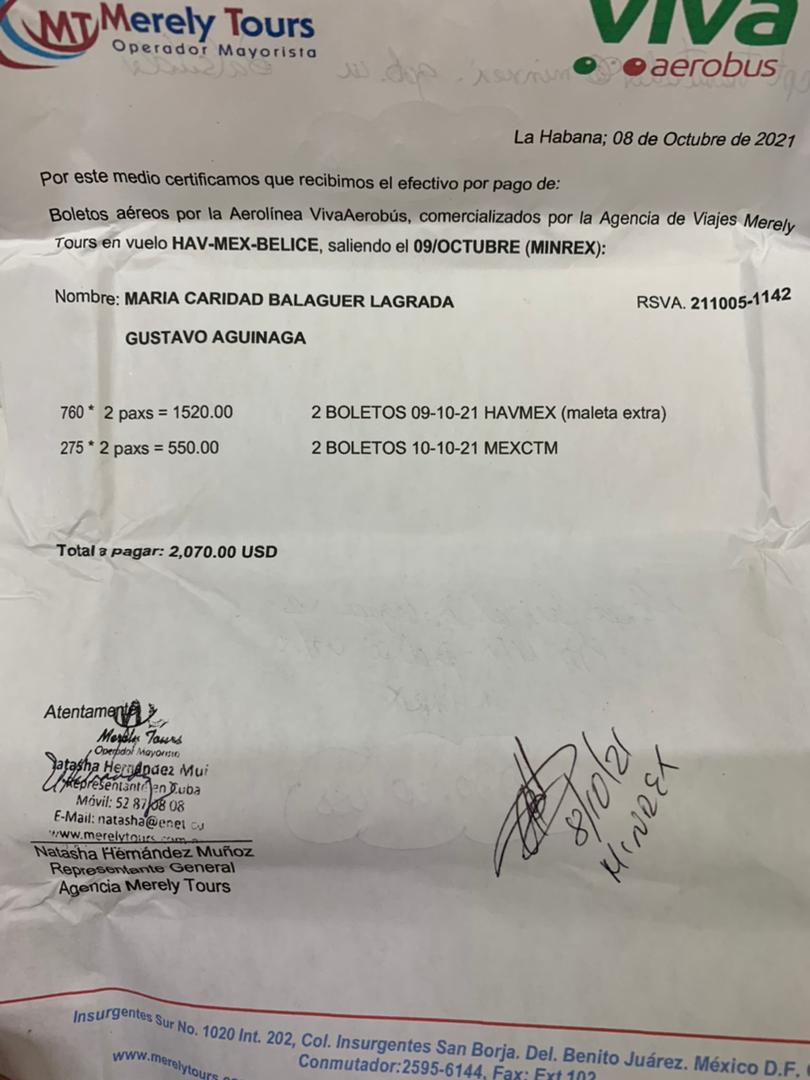 MT Merely Tours
Operador Mayorista
viva
aerobus
La Habana; 08 de Octubre de 2021
Por este medio certificamos que recibimos el efectivo por pago de:
Boletos aéreos por la Aerolínea VivaAerobús, comercializados por la Agencia de Viajes Merely
Tours en vuelo HAV-MEX-BELICE, saliendo el 09/OCTUBRE (MINREX):
Nombre: MARIA CARIDAD BALAGUER LAGRADA RSVA. 211005-1142
GUSTAVO AGUINAGA
760 * 2 paxs = 1520.00 2 BOLETOS 09-10-21 HAVMEX (maleta extra)
275 * 2 paxs = 550.00 2 BOLETOS 10-10-21 MEXCTM
Total a pagar: 2,070.00 USD
Atentamente
Merely Tours
Operador Mayorista
Natasha Hernández Mui
Representante en Cuba
Móvil: 52 87 08 08
E-Mail: natasha@enet cu
www.merelytours.com
Natasha Hernández Muñoz
Representante General
Agencia Merely Tours
8/10/21
MINREX
Insurgentes Sur No. 1020 Int. 202, Col. Insurgentes San Borja. Del. Benito Juárez. México D.F.
www.merelytours
Conmutador:2595-6144, Fax: Ext 102